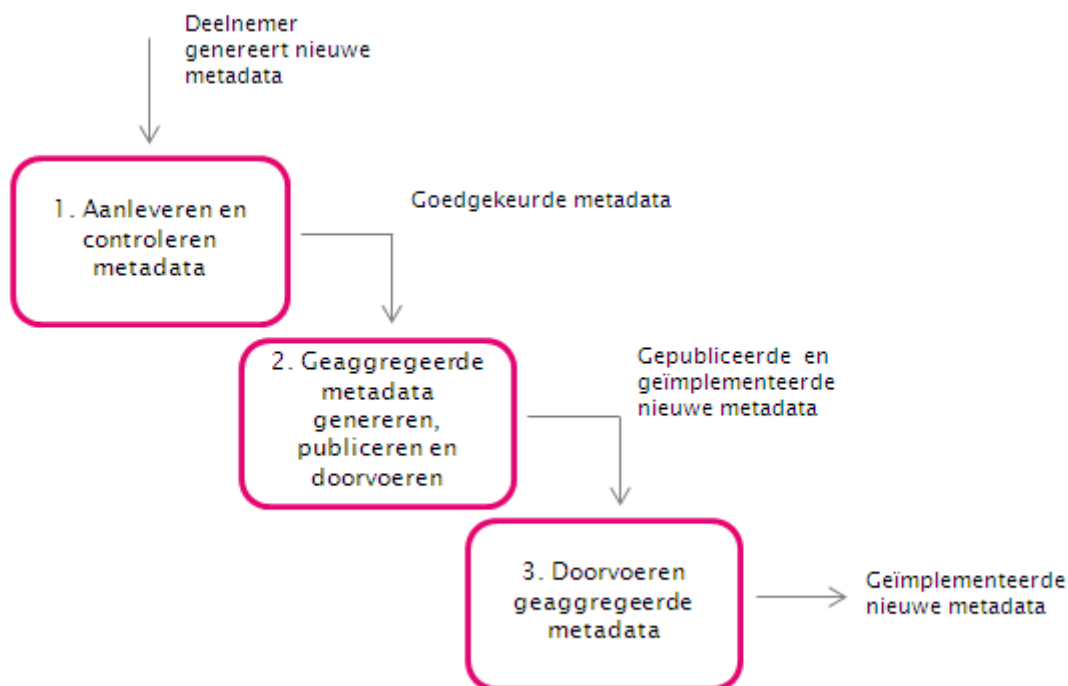 Deelnemer
genereert nieuwe
metadata
1. Aanleveren en
controleren
metadata
Goedgekeurde metadata
2. Geaggregeerde
metadata
genereren,
publiceren en
doorvoeren
Gepubliceerde en
geïmplementeerde
nieuwe metadata
3. Doorvoeren
geaggregeerde
metadata
Geïmplementeerde
nieuwe metadata